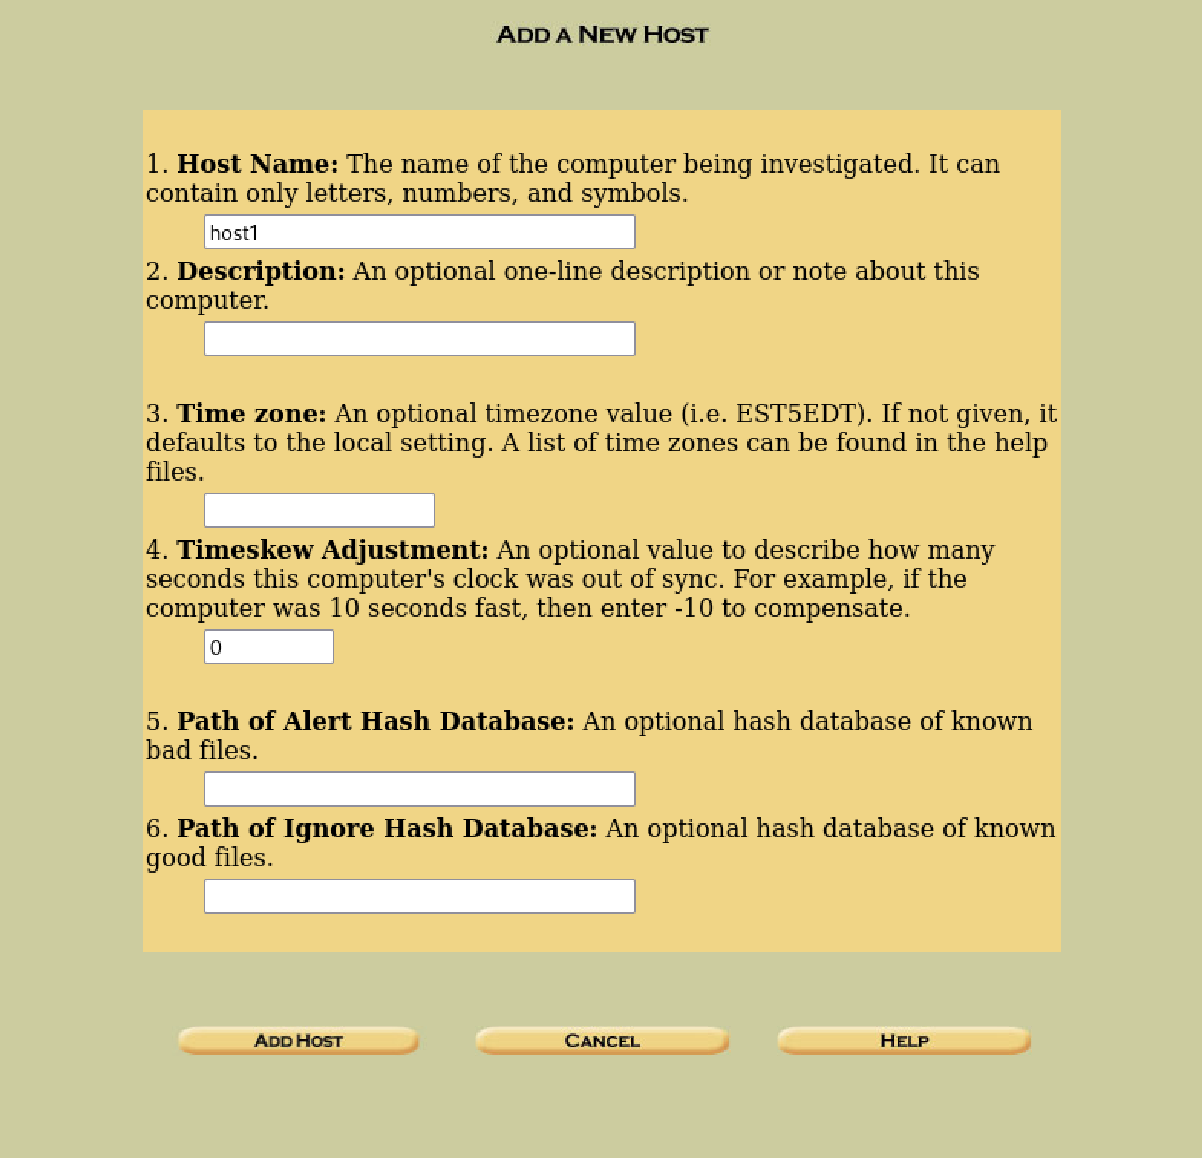 ADD A NEW HOST
1. Host Name: The name of the computer being investigated. It can
contain only letters, numbers, and symbols.
host1
2. Description: An optional one-line description or note about this
computer.
3. Time zone: An optional timezone value (i.e. EST5EDT). If not given, it
defaults to the local setting. A list of time zones can be found in the help
files.
4. Timeskew Adjustment: An optional value to describe how many
seconds this computer's clock was out of sync. For example, if the
computer was 10 seconds fast, then enter -10 to compensate.
0
5. Path of Alert Hash Database: An optional hash database of known
bad files.
6. Path of Ignore Hash Database: An optional hash database of known
good files.
ADD HOST CANCEL HELP